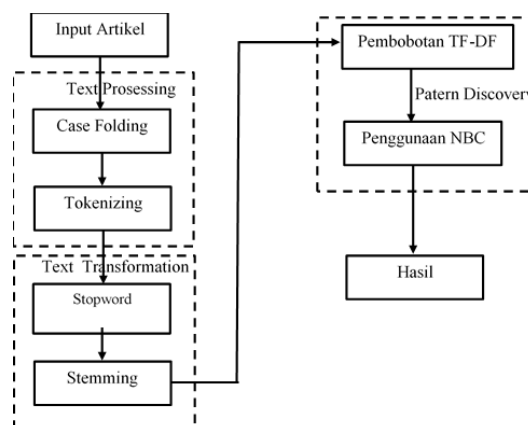 Input Artikel
Text Prosessing
Case Folding
Tokenizing
Text Transformation
Stopword
Stemming
Pembobotan TF-DF
Patern Discovery
Penggunaan NBC
Hasil